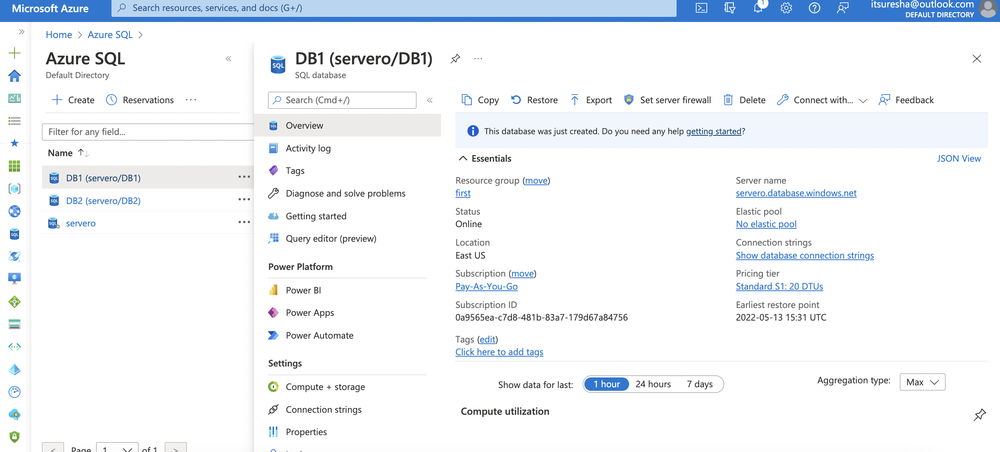 Microsoft Azure
Search resources, services, and docs (G+/)
1
itsuresha@outlook.com
DEFAULT DIRECTORY
Home > Azure SQL >
Azure SQL
Default Directory
Create
Reservations
Filter for any field...
Name
DB1 (servero/DB1)
DB2 (servero/DB2)
servero
Page 1 of 1
DB1 (servero/DB1)
SQL database
Search (Cmd+/)
Overview
Activity log
Tags
Diagnose and solve problems
Getting started
Query editor (preview)
Power Platform
Power BI
Power Apps
Power Automate
Settings
Compute + storage
Connection strings
Properties
Copy
Restore
Export
Set server firewall
Delete
Connect with...
Feedback
This database was just created. Do you need any help getting started?
Essentials
JSON View
Resource group (move)
first
Status
Online
Location
East US
Subscription (move)
Pay-As-You-Go
Subscription ID
0a9565ea-c7d8-481b-83a7-179d67a84756
Tags (edit)
Click here to add tags
Server name
servero.database.windows.net
Elastic pool
No elastic pool
Connection strings
Show database connection strings
Pricing tier
Standard S1: 20 DTUs
Earliest restore point
2022-05-13 15:31 UTC
Show data for last:
1 hour
24 hours
7 days
Aggregation type:
Max
Compute utilization